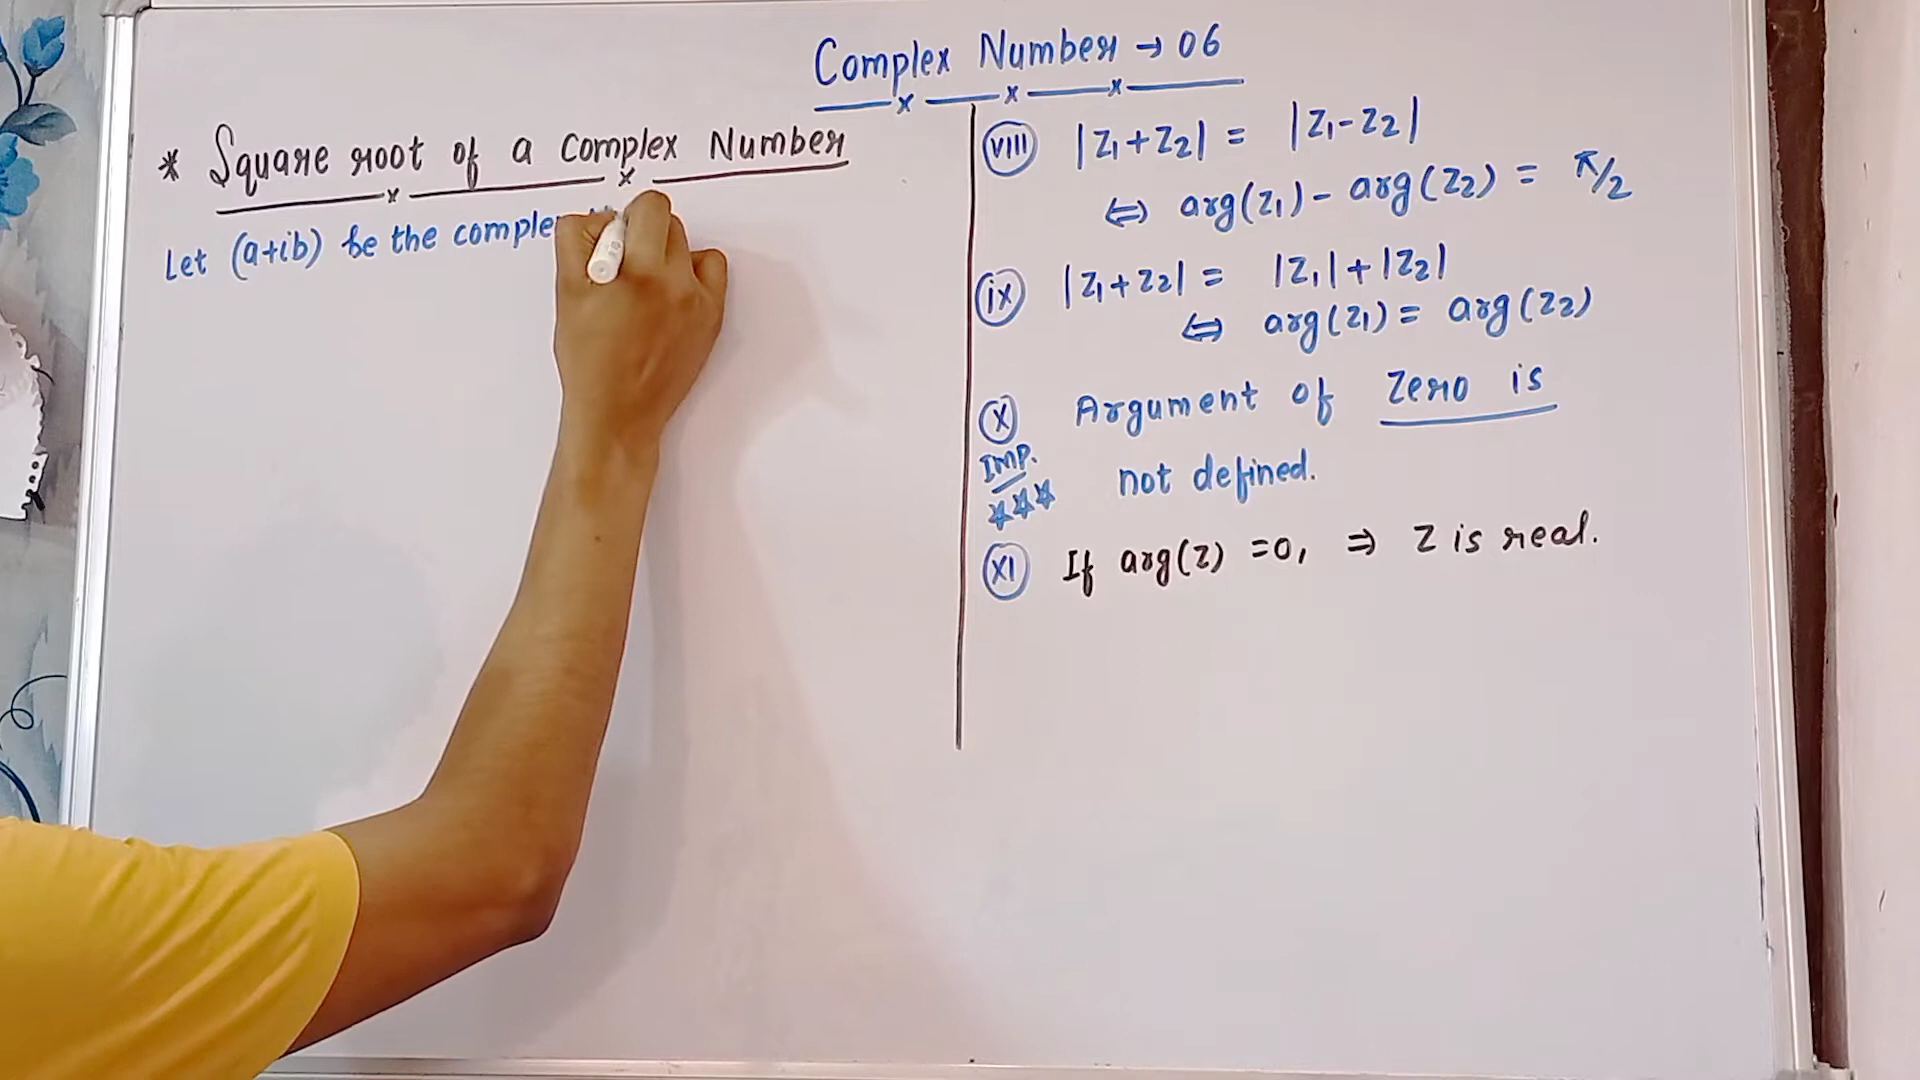 Complex Number → 06
* Square root of a Complex Number
Let (a+ib) be the comple
(viii) |Z₁+Z₂| = |Z₁-Z₂|
⇔ arg(Z₁) - arg(Z₂) = π/2
(ix) |Z₁+Z₂| = |Z₁|+|Z₂|
⇔ arg(Z₁) = arg(Z₂)
(X) Argument of Zero is
IMP. not defined.
(XI) If arg(Z) =0, ⇒ Z is real.